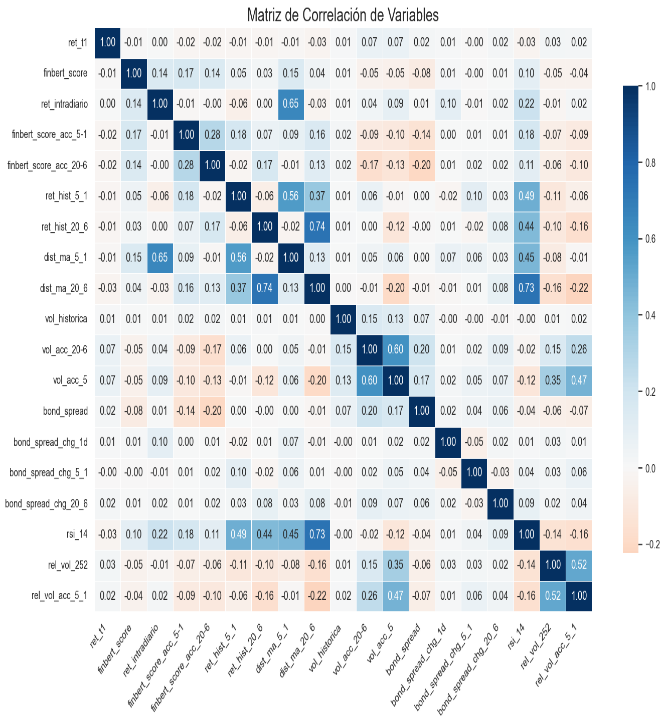 Matriz de Correlación de Variables
ret_t1 1.00 -0.01 0.00 -0.02 -0.02 -0.01 -0.01 -0.01 -0.03 0.01 0.07 0.07 0.02 0.01 -0.00 0.02 -0.03 0.03 0.02
finbert_score -0.01 1.00 0.14 0.17 0.14 0.05 0.03 0.15 0.04 0.01 -0.05 -0.05 -0.08 0.01 -0.00 0.01 0.10 -0.05 -0.04
ret_intradiario 0.00 0.14 1.00 -0.01 -0.00 -0.06 0.00 0.65 -0.03 0.01 0.04 0.09 0.01 0.10 -0.01 0.02 0.22 -0.01 0.02
finbert_score_acc_5-1 -0.02 0.17 -0.01 1.00 0.28 0.18 0.07 0.09 0.16 0.02 -0.09 -0.10 -0.14 0.00 0.01 0.01 0.18 -0.07 -0.09
finbert_score_acc_20-6 -0.02 0.14 -0.00 0.28 1.00 -0.02 0.17 -0.01 0.13 0.02 -0.17 -0.13 -0.20 0.01 0.02 0.02 0.11 -0.06 -0.10
ret_hist_5_1 -0.01 0.05 -0.06 0.18 -0.02 1.00 -0.06 0.56 0.37 0.01 0.06 -0.01 -0.00 -0.02 0.10 0.03 0.49 -0.11 -0.06
ret_hist_20_6 -0.01 0.03 0.00 0.07 0.17 -0.06 1.00 -0.02 0.74 0.01 0.00 -0.12 -0.00 0.01 -0.02 0.08 0.44 -0.10 -0.16
dist_ma_5_1 -0.01 0.15 0.65 0.09 -0.01 0.56 -0.02 1.00 0.13 0.01 0.05 0.06 0.00 0.07 0.06 0.03 0.45 -0.08 -0.01
dist_ma_20_6 -0.03 0.04 -0.03 0.16 0.13 0.37 0.74 0.13 1.00 0.01 -0.01 -0.20 -0.01 -0.01 0.01 0.08 0.73 -0.16 -0.22
vol_historica 0.01 0.01 0.01 0.02 0.02 0.01 0.01 0.01 0.01 1.00 0.15 0.13 0.07 -0.00 0.00 -0.01 -0.00 0.01 0.02
vol_acc_20-6 0.07 -0.05 0.04 -0.09 -0.17 0.06 0.00 0.05 -0.01 0.15 1.00 0.60 0.20 0.01 0.02 0.09 -0.02 0.15 0.26
vol_acc_5 0.07 -0.05 0.09 -0.10 -0.13 -0.01 -0.12 0.06 -0.20 0.13 0.60 1.00 0.17 0.02 0.05 0.07 -0.12 0.35 0.47
bond_spread 0.02 -0.08 0.01 -0.14 -0.20 -0.00 -0.00 0.00 -0.01 0.07 0.20 0.17 1.00 0.02 0.04 0.06 -0.04 -0.06 -0.07
bond_spread_chg_1d 0.01 0.01 0.10 0.00 0.01 -0.02 0.01 0.07 -0.01 -0.00 0.01 0.02 0.02 1.00 -0.05 0.02 0.01 0.03 0.01
bond_spread_chg_5_1 -0.00 -0.00 -0.01 0.01 0.02 0.10 -0.02 0.06 0.01 0.00 0.02 0.05 0.04 -0.05 1.00 -0.03 0.04 0.03 0.06
bond_spread_chg_20_6 0.02 0.01 0.02 0.01 0.02 0.03 0.08 0.03 0.08 -0.01 0.09 0.07 0.06 0.02 -0.03 1.00 0.09 0.02 0.04
rsi_14 -0.03 0.10 0.22 0.18 0.11 0.49 0.44 0.45 0.73 -0.00 -0.02 -0.12 -0.04 0.01 0.04 0.09 1.00 -0.14 -0.16
rel_vol_252 0.03 -0.05 -0.01 -0.07 -0.06 -0.11 -0.10 -0.08 -0.16 0.01 0.15 0.35 -0.06 0.03 0.03 0.02 -0.14 1.00 0.52
rel_vol_acc_5_1 0.02 -0.04 0.02 -0.09 -0.10 -0.06 -0.16 -0.01 -0.22 0.02 0.26 0.47 -0.07 0.01 0.06 0.04 -0.16 0.52 1.00
ret_t1 finbert_score ret_intradiario finbert_score_acc_5-1 finbert_score_acc_20-6 ret_hist_5_1 ret_hist_20_6 dist_ma_5_1 dist_ma_20_6 vol_historica vol_acc_20-6 vol_acc_5 bond_spread bond_spread_chg_1d bond_spread_chg_5_1 bond_spread_chg_20_6 rsi_14 rel_vol_252 rel_vol_acc_5_1
1.0
0.8
0.6
0.4
0.2
0.0
−0.2